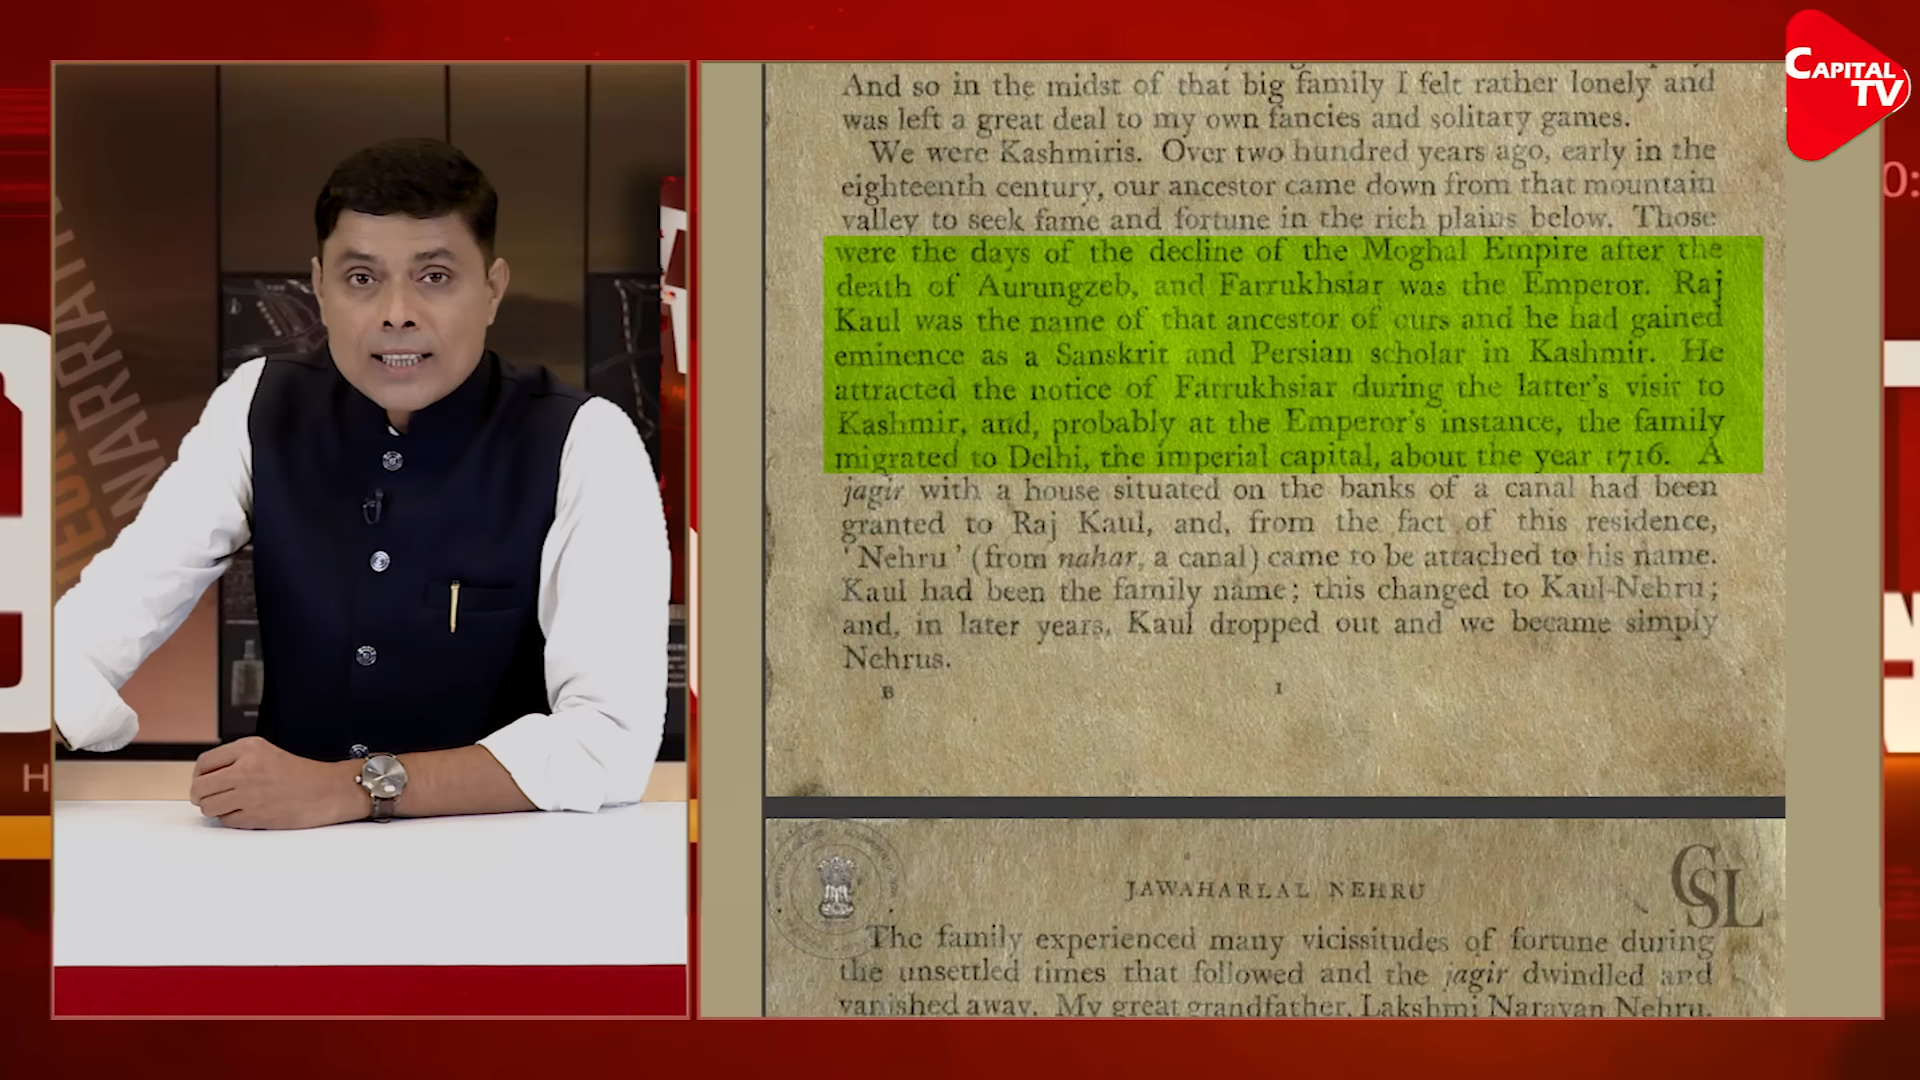 CAPITAL
TV
NARRATI
And so in the midst of that big family I felt rather lonely and
was left a great deal to my own fancies and solitary games.
We were Kashmiris. Over two hundred years ago, early in the
eighteenth century, our ancestor came down from that mountain
valley to seek fame and fortune in the rich plains below. Those
were the days of the decline of the Moghal Empire after the
death of Aurungzeb, and Farrukhsiar was the Emperor. Raj
Kaul was the name of that ancestor of ours and he had gained
eminence as a Sanskrit and Persian scholar in Kashmir. He
attracted the notice of Farrukhsiar during the latter's visit to
Kashmir, and, probably at the Emperor's instance, the family
migrated to Delhi, the imperial capital, about the year 1716. A
jagir with a house situated on the banks of a canal had been
granted to Raj Kaul, and, from the fact of this residence,
'Nehru' (from nahar, a canal) came to be attached to his name.
Kaul had been the family name; this changed to Kaul-Nehru;
and, in later years, Kaul dropped out and we became simply
Nehrus.
B 1
CSL
JAWAHARLAL NEHRU
The family experienced many vicissitudes of fortune during
the unsettled times that followed and the jagir dwindled and
vanished away. My great grandfather, Lakshmi Narayan Nehru,